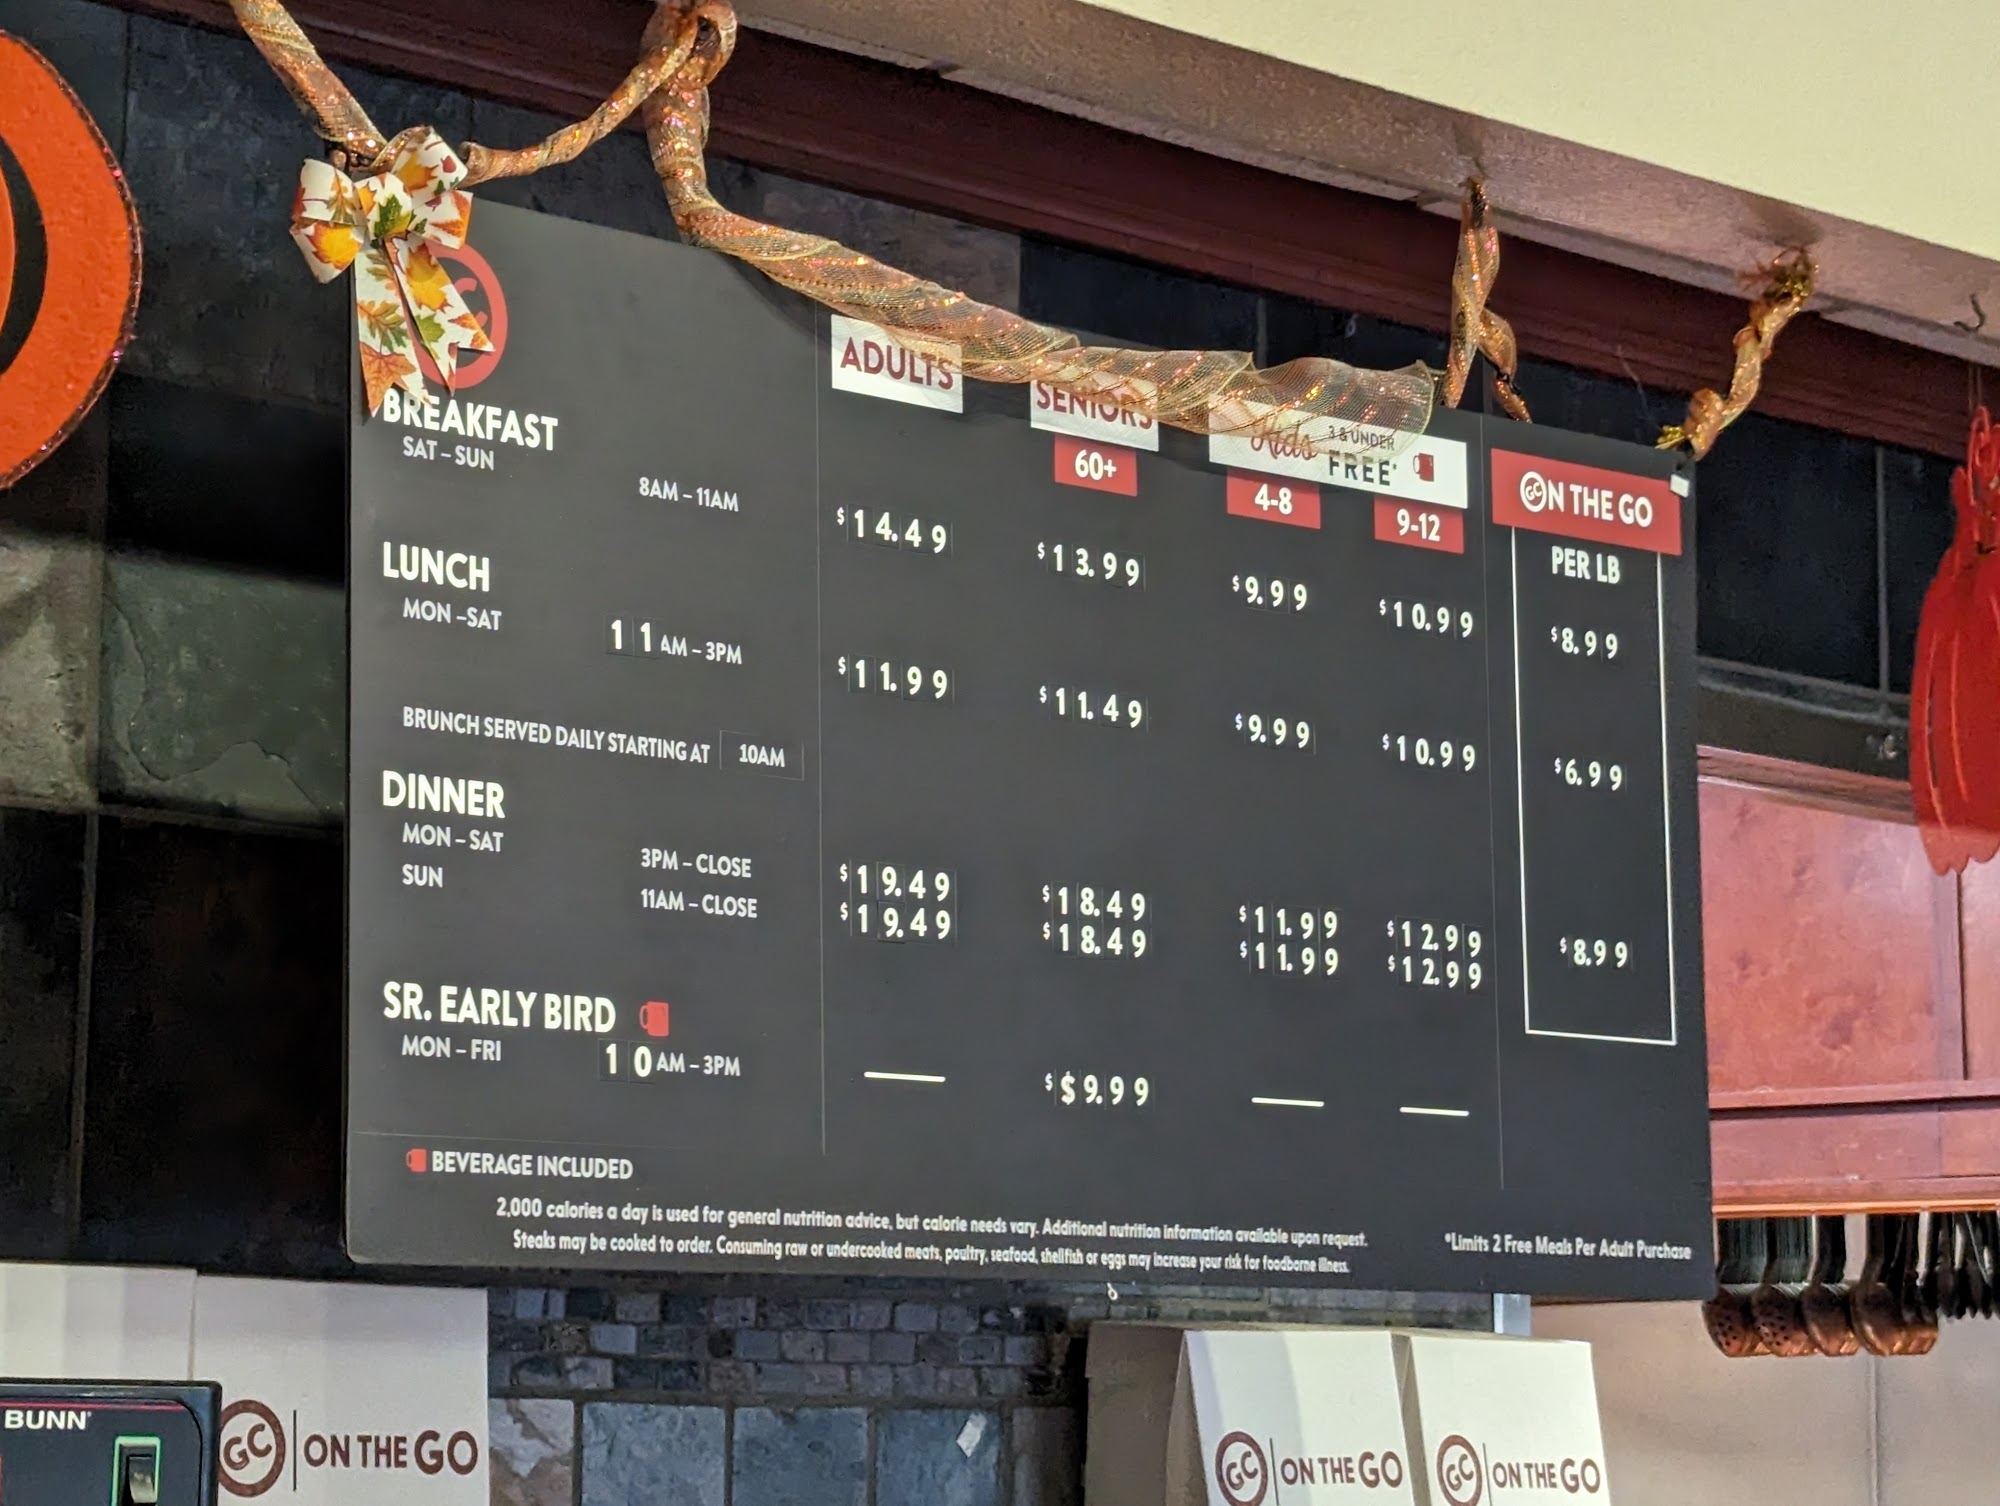 ADULTS
SENIORS
60+
Kids 3 & UNDER FREE*
4-8
9-12
GC ON THE GO
PER LB
BREAKFAST
SAT – SUN
8AM – 11AM
$14.49 $13.99 $9.99 $10.99 $8.99
LUNCH
MON –SAT
11AM – 3PM
$11.99 $11.49 $9.99 $10.99 $6.99
BRUNCH SERVED DAILY STARTING AT 10AM
DINNER
MON – SAT 3PM – CLOSE $19.49 $18.49 $11.99 $12.99
SUN 11AM – CLOSE $19.49 $18.49 $11.99 $12.99
$8.99
SR. EARLY BIRD
MON – FRI 10AM – 3PM
$$9.99
BEVERAGE INCLUDED
2,000 calories a day is used for general nutrition advice, but calorie needs vary. Additional nutrition information available upon request.
Steaks may be cooked to order. Consuming raw or undercooked meats, poultry, seafood, shellfish or eggs may increase your risk for foodborne illness.
*Limits 2 Free Meals Per Adult Purchase
BUNN®
GC ON THE GO
GC ON THE GO
GC ON THE GO